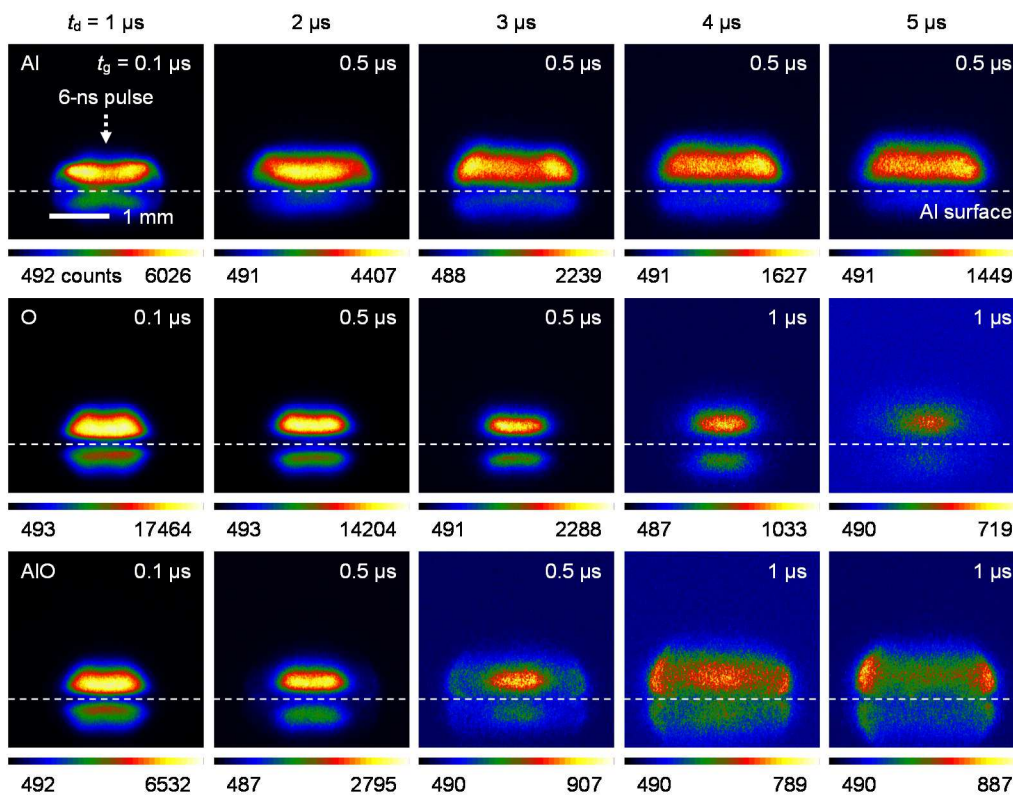 t_d = 1 µs 2 µs 3 µs 4 µs 5 µs
Al t_g = 0.1 µs 0.5 µs 0.5 µs 0.5 µs 0.5 µs
6-ns pulse
1 mm Al surface
492 counts 6026 491 4407 488 2239 491 1627 491 1449
O 0.1 µs 0.5 µs 0.5 µs 1 µs 1 µs
493 17464 493 14204 491 2288 487 1033 490 719
AlO 0.1 µs 0.5 µs 0.5 µs 1 µs 1 µs
492 6532 487 2795 490 907 490 789 490 887